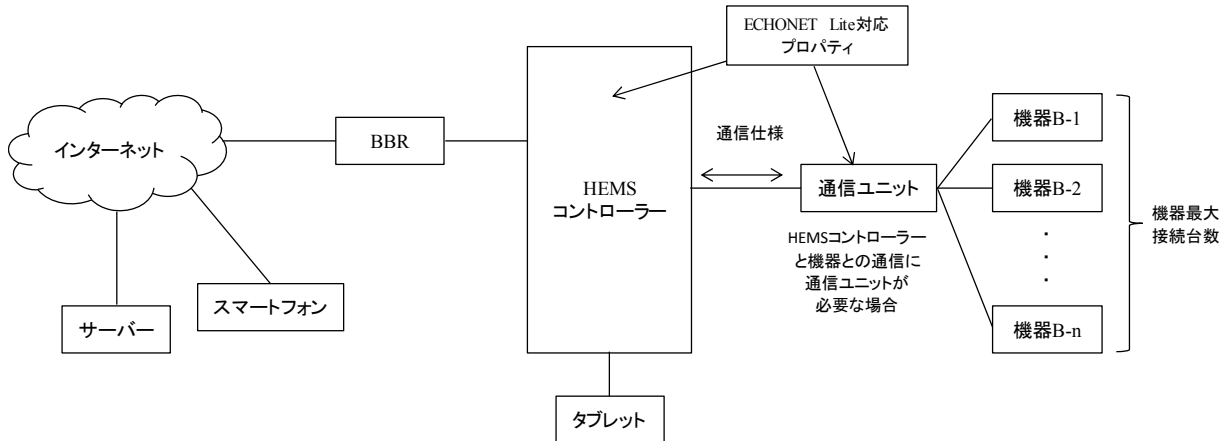 ECHONET Lite対応
プロパティ
インターネット
BBR
HEMS
コントローラー
通信仕様
通信ユニット
HEMSコントローラー
と機器との通信に
通信ユニットが
必要な場合
機器B-1
機器B-2
・
・
・
機器B-n
機器最大
接続台数
サーバー
スマートフォン
タブレット